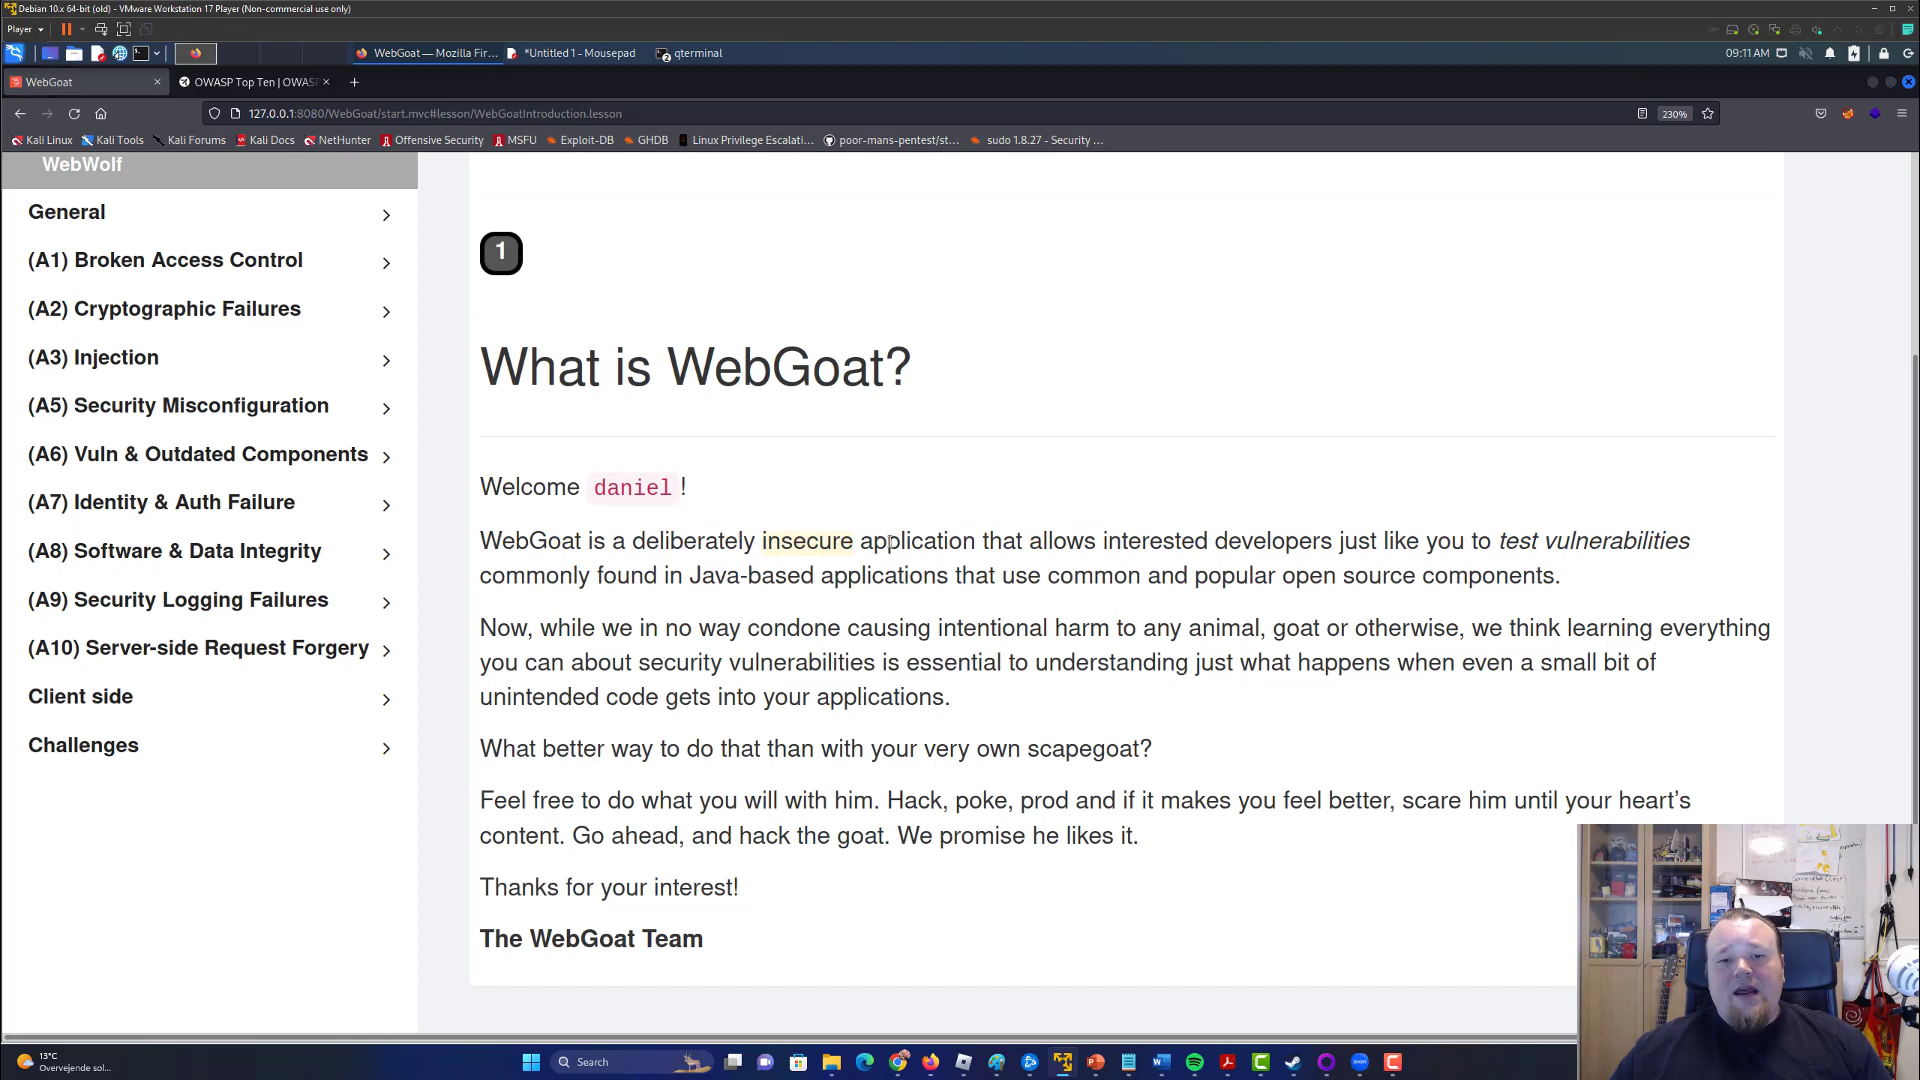 Debian 10.x 64-bit (old) - VMware Workstation 17 Player (Non-commercial use only)
Player
WebGoat — Mozilla Fir...
*Untitled 1 - Mousepad
qterminal
09:11 AM
WebGoat
OWASP Top Ten | OWASP
127.0.0.1:8080/WebGoat/start.mvc#lesson/WebGoatIntroduction.lesson
230%
Kali Linux
Kali Tools
Kali Forums
Kali Docs
NetHunter
Offensive Security
MSFU
Exploit-DB
GHDB
Linux Privilege Escalati...
poor-mans-pentest/st...
sudo 1.8.27 - Security ...
WebWolf
General
(A1) Broken Access Control
(A2) Cryptographic Failures
(A3) Injection
(A5) Security Misconfiguration
(A6) Vuln & Outdated Components
(A7) Identity & Auth Failure
(A8) Software & Data Integrity
(A9) Security Logging Failures
(A10) Server-side Request Forgery
Client side
Challenges
1
What is WebGoat?
Welcome daniel !
WebGoat is a deliberately insecure application that allows interested developers just like you to test vulnerabilities
commonly found in Java-based applications that use common and popular open source components.
Now, while we in no way condone causing intentional harm to any animal, goat or otherwise, we think learning everything
you can about security vulnerabilities is essential to understanding just what happens when even a small bit of
unintended code gets into your applications.
What better way to do that than with your very own scapegoat?
Feel free to do what you will with him. Hack, poke, prod and if it makes you feel better, scare him until your heart’s
content. Go ahead, and hack the goat. We promise he likes it.
Thanks for your interest!
The WebGoat Team
13°C
Overvejende sol...
Search